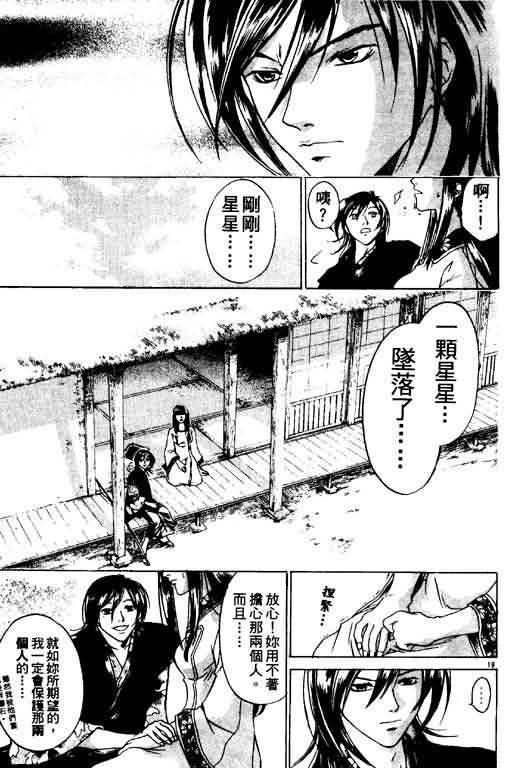 啊…！
咦？
剛剛……
星星……
一顆星星…
墜落了……
捏緊…
放心！妳用不著
擔心那兩個人。
而且…
就如妳所期望的，
我一定會保護那兩
個人的……
19